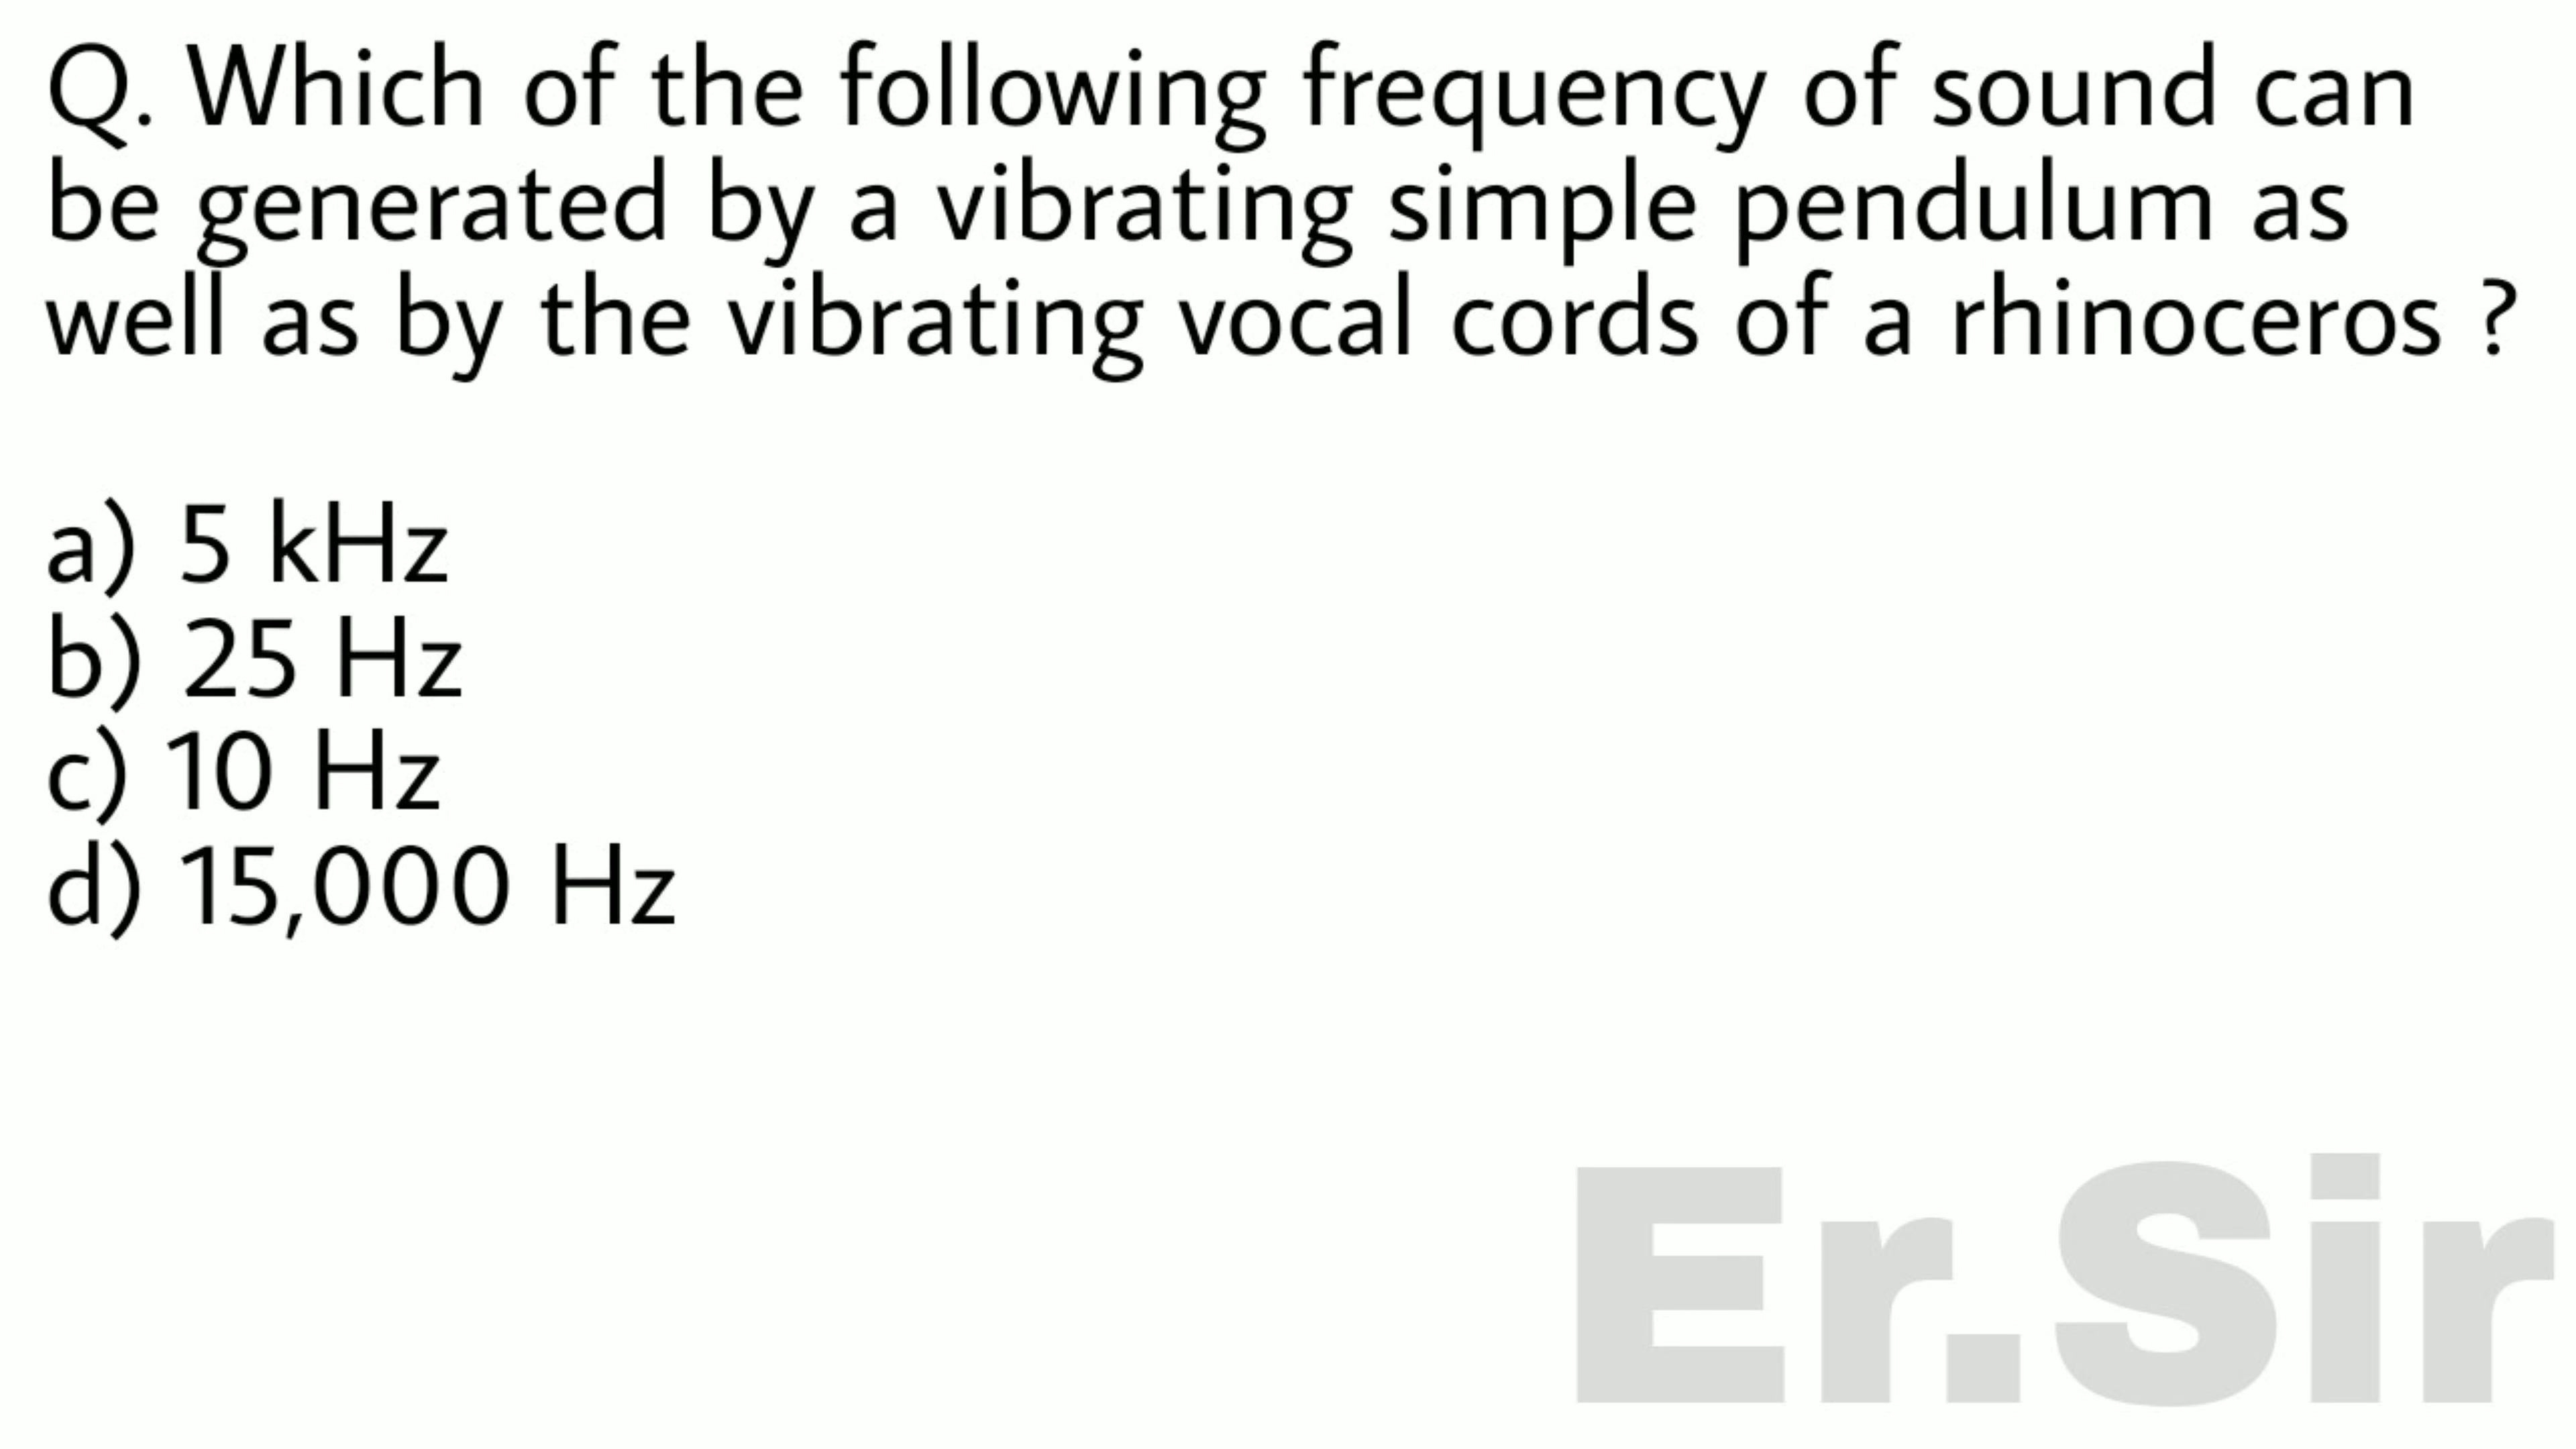 Q. Which of the following frequency of sound can
be generated by a vibrating simple pendulum as
well as by the vibrating vocal cords of a rhinoceros ?
a) 5 kHz
b) 25 Hz
c) 10 Hz
d) 15,000 Hz
Er.Sir